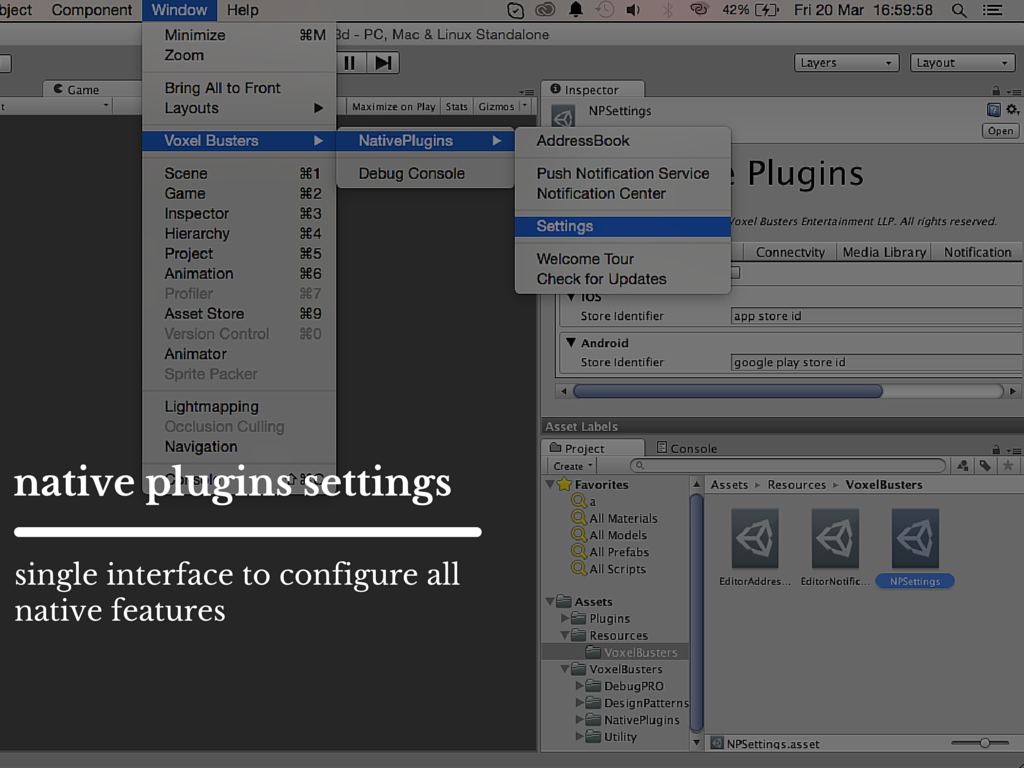 bject Component Window Help 42% Fri 20 Mar 16:59:58
3d - PC, Mac & Linux Standalone
Minimize ⌘M
Zoom
Bring All to Front
Layouts
Voxel Busters
Scene ⌘1
Game ⌘2
Inspector ⌘3
Hierarchy ⌘4
Project ⌘5
Animation ⌘6
Profiler ⌘7
Asset Store ⌘9
Version Control ⌘0
Animator
Sprite Packer
Lightmapping
Occlusion Culling
Navigation
NativePlugins
Debug Console
AddressBook
Push Notification Service
Notification Center
Settings
Welcome Tour
Check for Updates
Layers Layout
Game
t Maximize on Play Stats Gizmos
Inspector
NPSettings
Open
e Plugins
Voxel Busters Entertainment LLP. All rights reserved.
Connectivity Media Library Notification
iOS
Store Identifier app store id
Android
Store Identifier google play store id
Asset Labels
Project Console
Create
Favorites
a
All Materials
All Models
All Prefabs
All Scripts
Assets
Plugins
Resources
VoxelBusters
VoxelBusters
DebugPRO
DesignPatterns
NativePlugins
Utility
Assets ▸ Resources ▸ VoxelBusters
EditorAddres... EditorNotific... NPSettings
NPSettings.asset
native plugins settings
single interface to configure all
native features